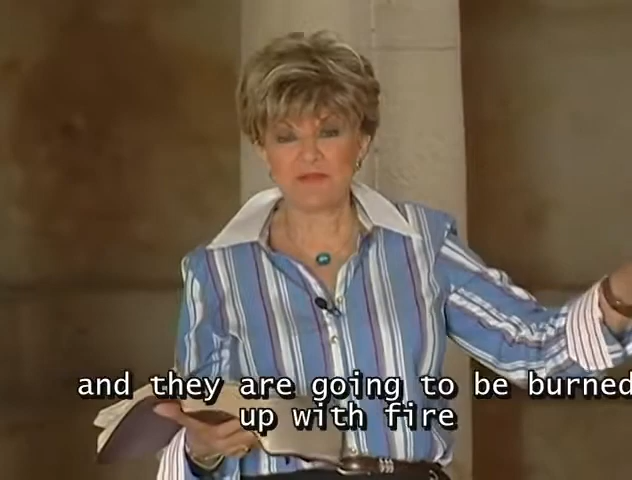 and they are going to be burned
up with fire